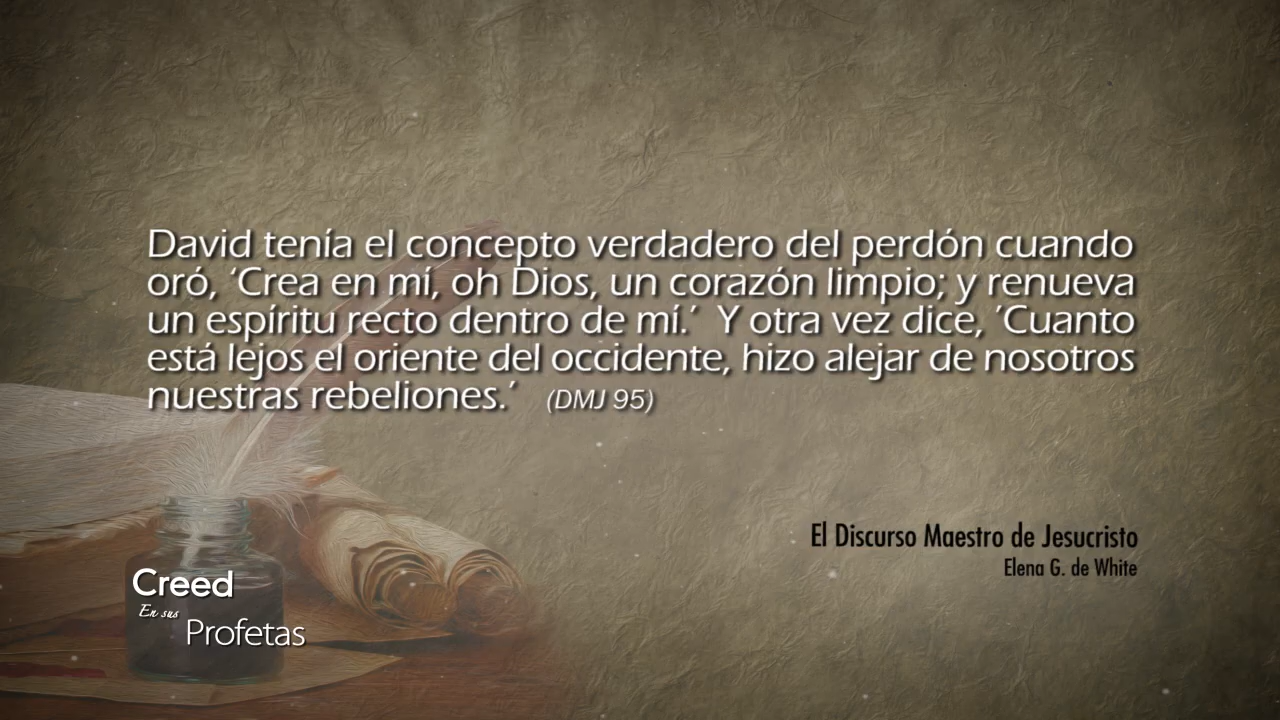 David tenía el concepto verdadero del perdón cuando
oró, ‘Crea en mí, oh Dios, un corazón limpio; y renueva
un espíritu recto dentro de mí.’ Y otra vez dice, ‘Cuanto
está lejos el oriente del occidente, hizo alejar de nosotros
nuestras rebeliones.’ (DMJ 95)
El Discurso Maestro de Jesucristo
Elena G. de White
Creed
En sus
Profetas